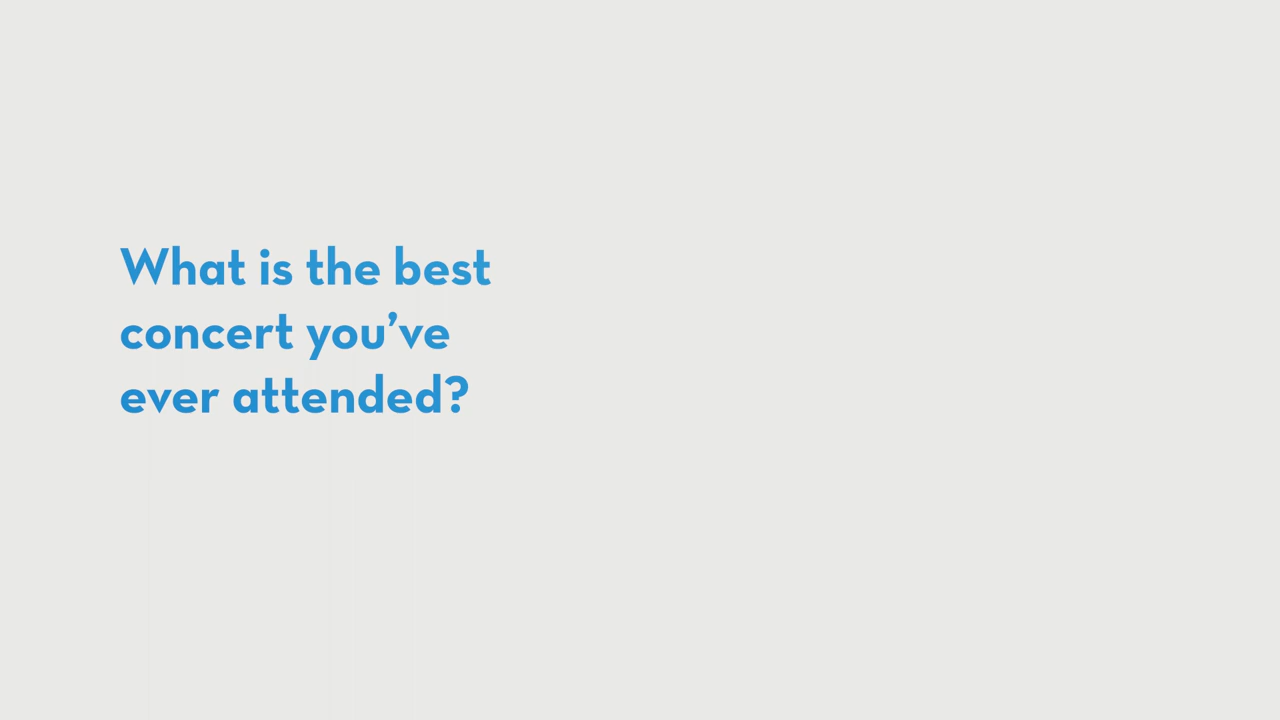 What is the best
concert you’ve
ever attended?